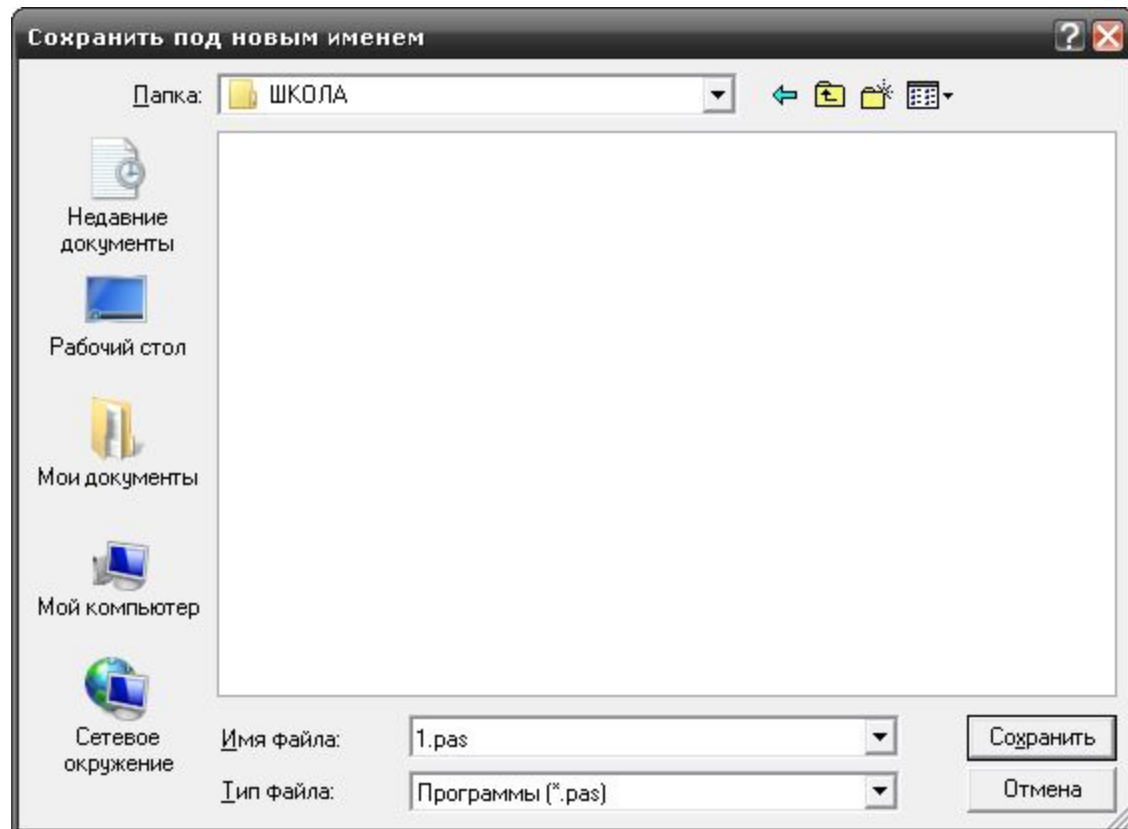 Сохранить под новым именем
Папка: ШКОЛА
Недавние
документы
Рабочий стол
Мои документы
Мой компьютер
Сетевое
окружение
Имя файла: 1.pas Сохранить
Тип файла: Программы (*.pas) Отмена